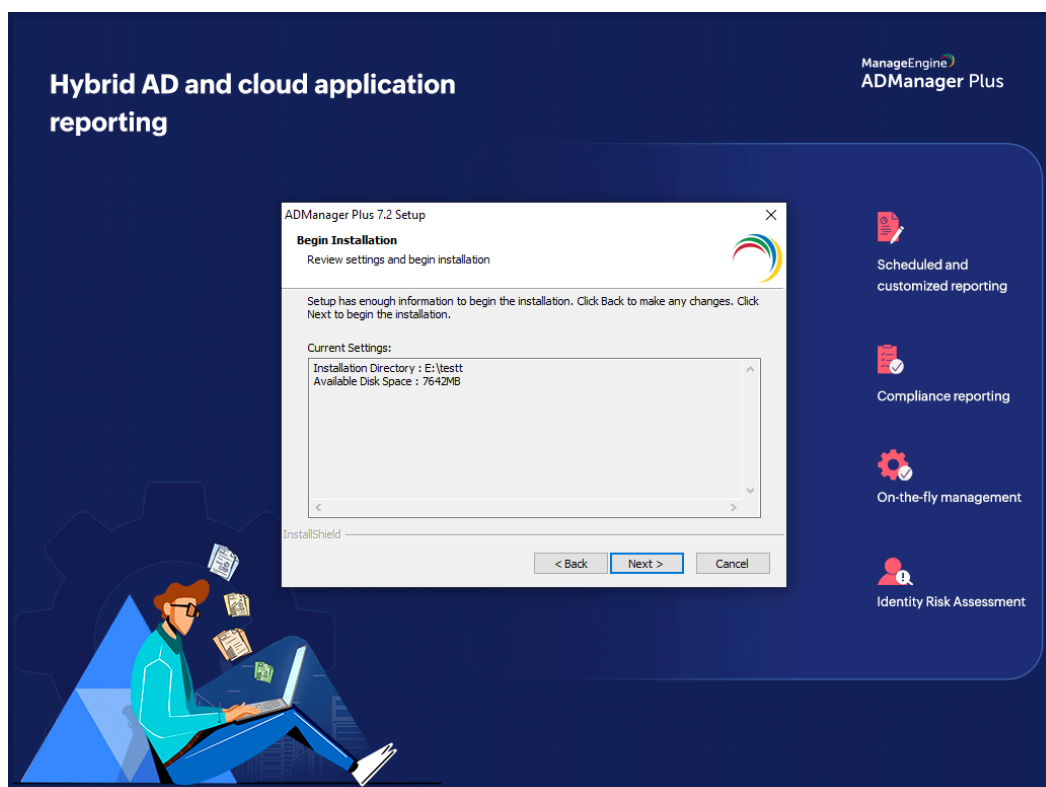 Hybrid AD and cloud application
reporting
ManageEngine
ADManager Plus
ADManager Plus 7.2 Setup
Begin Installation
Review settings and begin installation
Setup has enough information to begin the installation. Click Back to make any changes. Click
Next to begin the installation.
Current Settings:
Installation Directory : E:\testt
Available Disk Space : 7642MB
InstallShield
< Back
Next >
Cancel
Scheduled and
customized reporting
Compliance reporting
On-the-fly management
Identity Risk Assessment